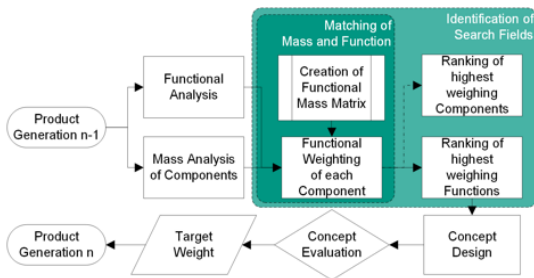 Matching of
Mass and Function
Identification of
Search Fields
Functional
Analysis
Creation of
Functional
Mass Matrix
Ranking of
highest
weighing
Components
Product
Generation n-1
Mass Analysis
of Components
Functional
Weighting
of each
Component
Ranking of
highest
weighing
Functions
Product
Generation n
Target
Weight
Concept
Evaluation
Concept
Design